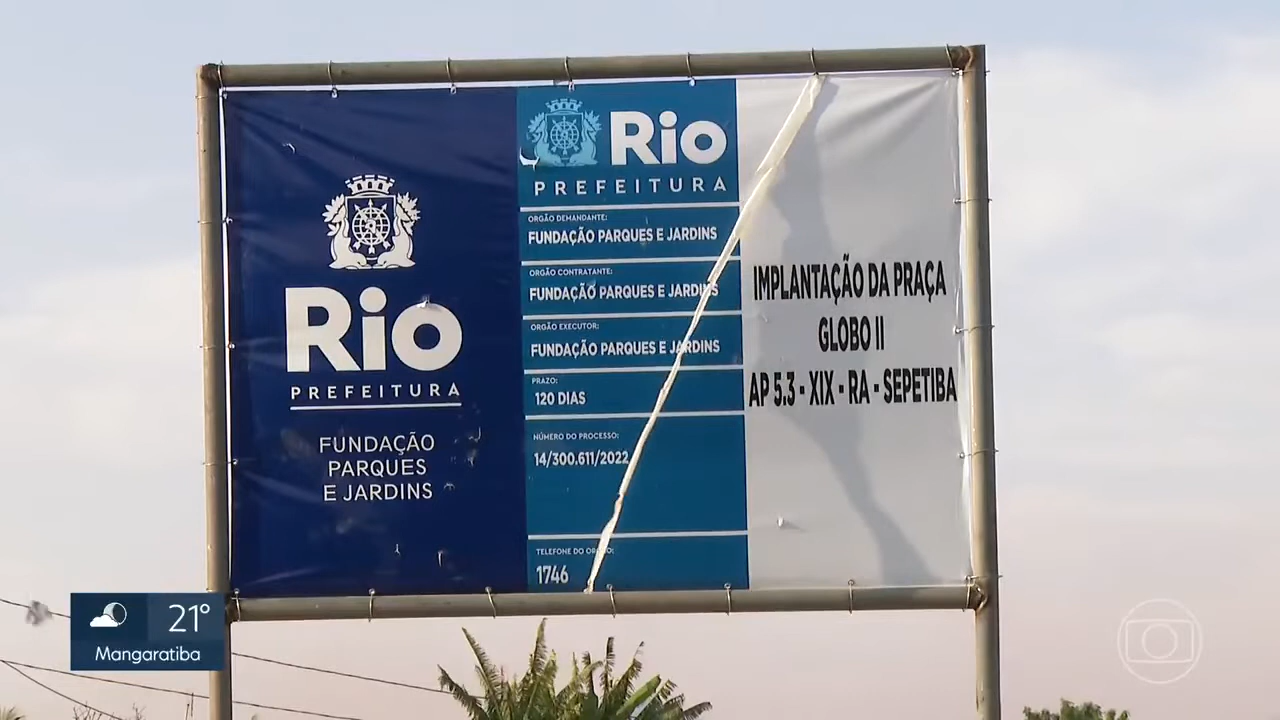 Rio
PREFEITURA
FUNDAÇÃO
PARQUES
E JARDINS
Rio
PREFEITURA
ORGÃO DEMANDANTE:
FUNDAÇÃO PARQUES E JARDINS
ORGÃO CONTRATANTE:
FUNDAÇÃO PARQUES E JARDINS
ORGÃO EXECUTOR:
FUNDAÇÃO PARQUES E JARDINS
PRAZO:
120 DIAS
NÚMERO DO PROCESSO:
14/300.611/2022
TELEFONE DO ORGÃO:
1746
IMPLANTAÇÃO DA PRAÇA
GLOBO II
AP 5.3 - XIX - RA - SEPETIBA
21°
Mangaratiba